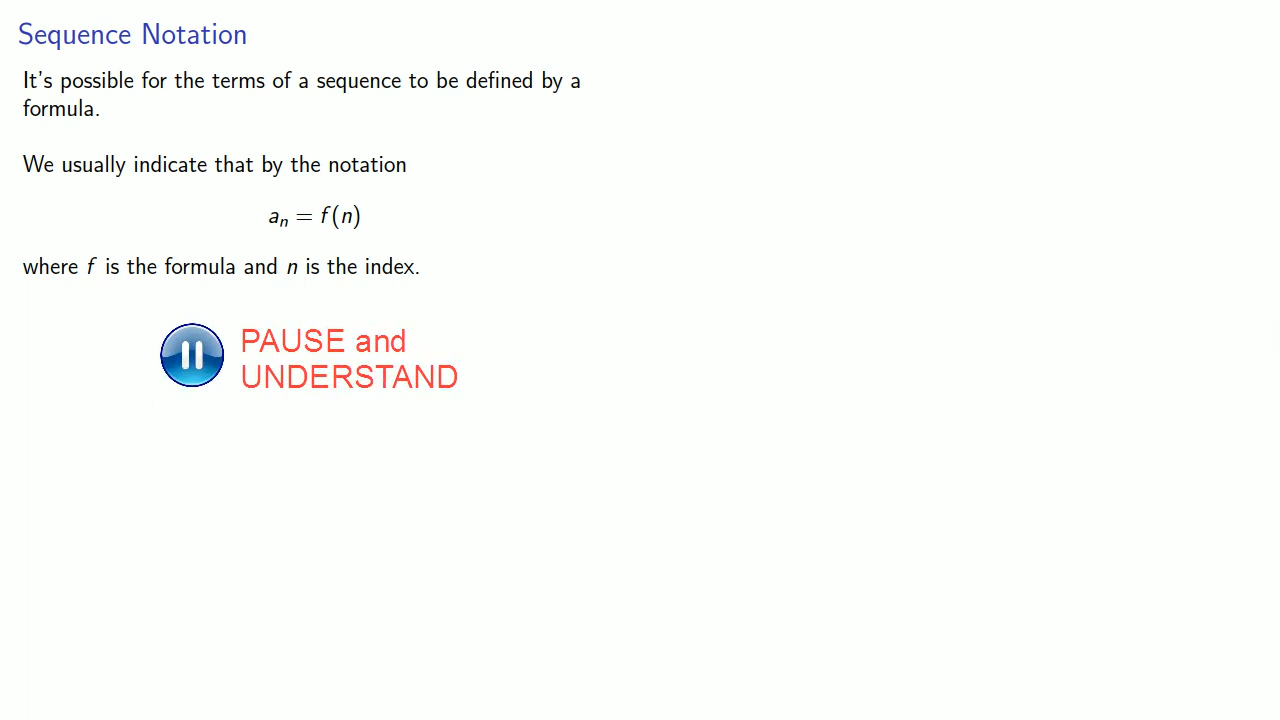 Sequence Notation
It's possible for the terms of a sequence to be defined by a
formula.
We usually indicate that by the notation
aₙ = f(n)
where f is the formula and n is the index.
PAUSE and
UNDERSTAND